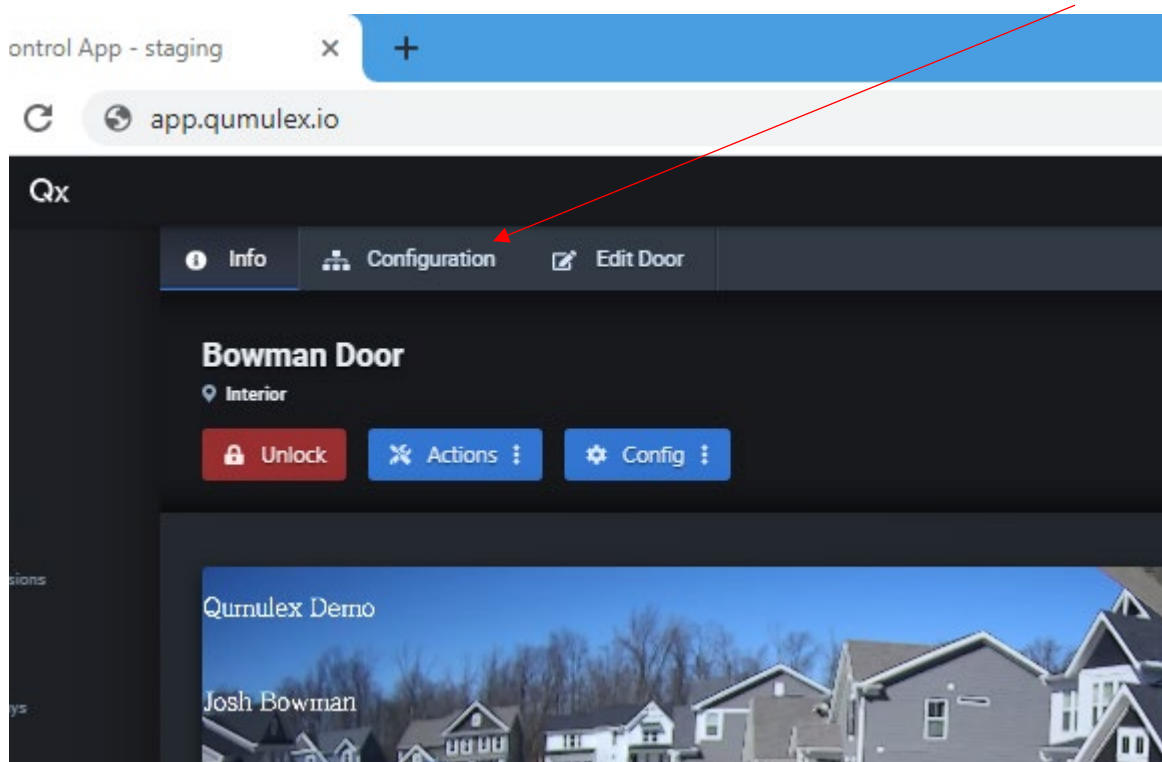 ontrol App - staging
app.qumulex.io
Qx
Info Configuration Edit Door
Bowman Door
Interior
Unlock Actions Config
sions
Qumulex Demo
ys
Josh Bowman